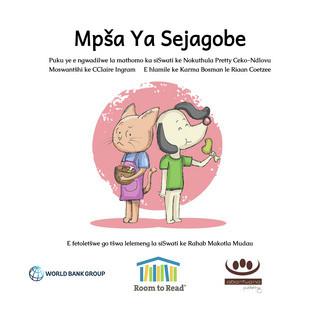 Mpša Ya Sejagobe
Puku ye e ngwadilwe la mathomo ka siSwati ke Nokuthula Pretty Ceko-Ndlovu
Moswantšhi ke CClaire Ingram E hlamile ke Karma Bosman le Riaan Coetzee
E fetoletšwe go tšwa lelemeng la siSwati ke Rahab Makotla Mudau
WORLD BANK GROUP
Room to Read®